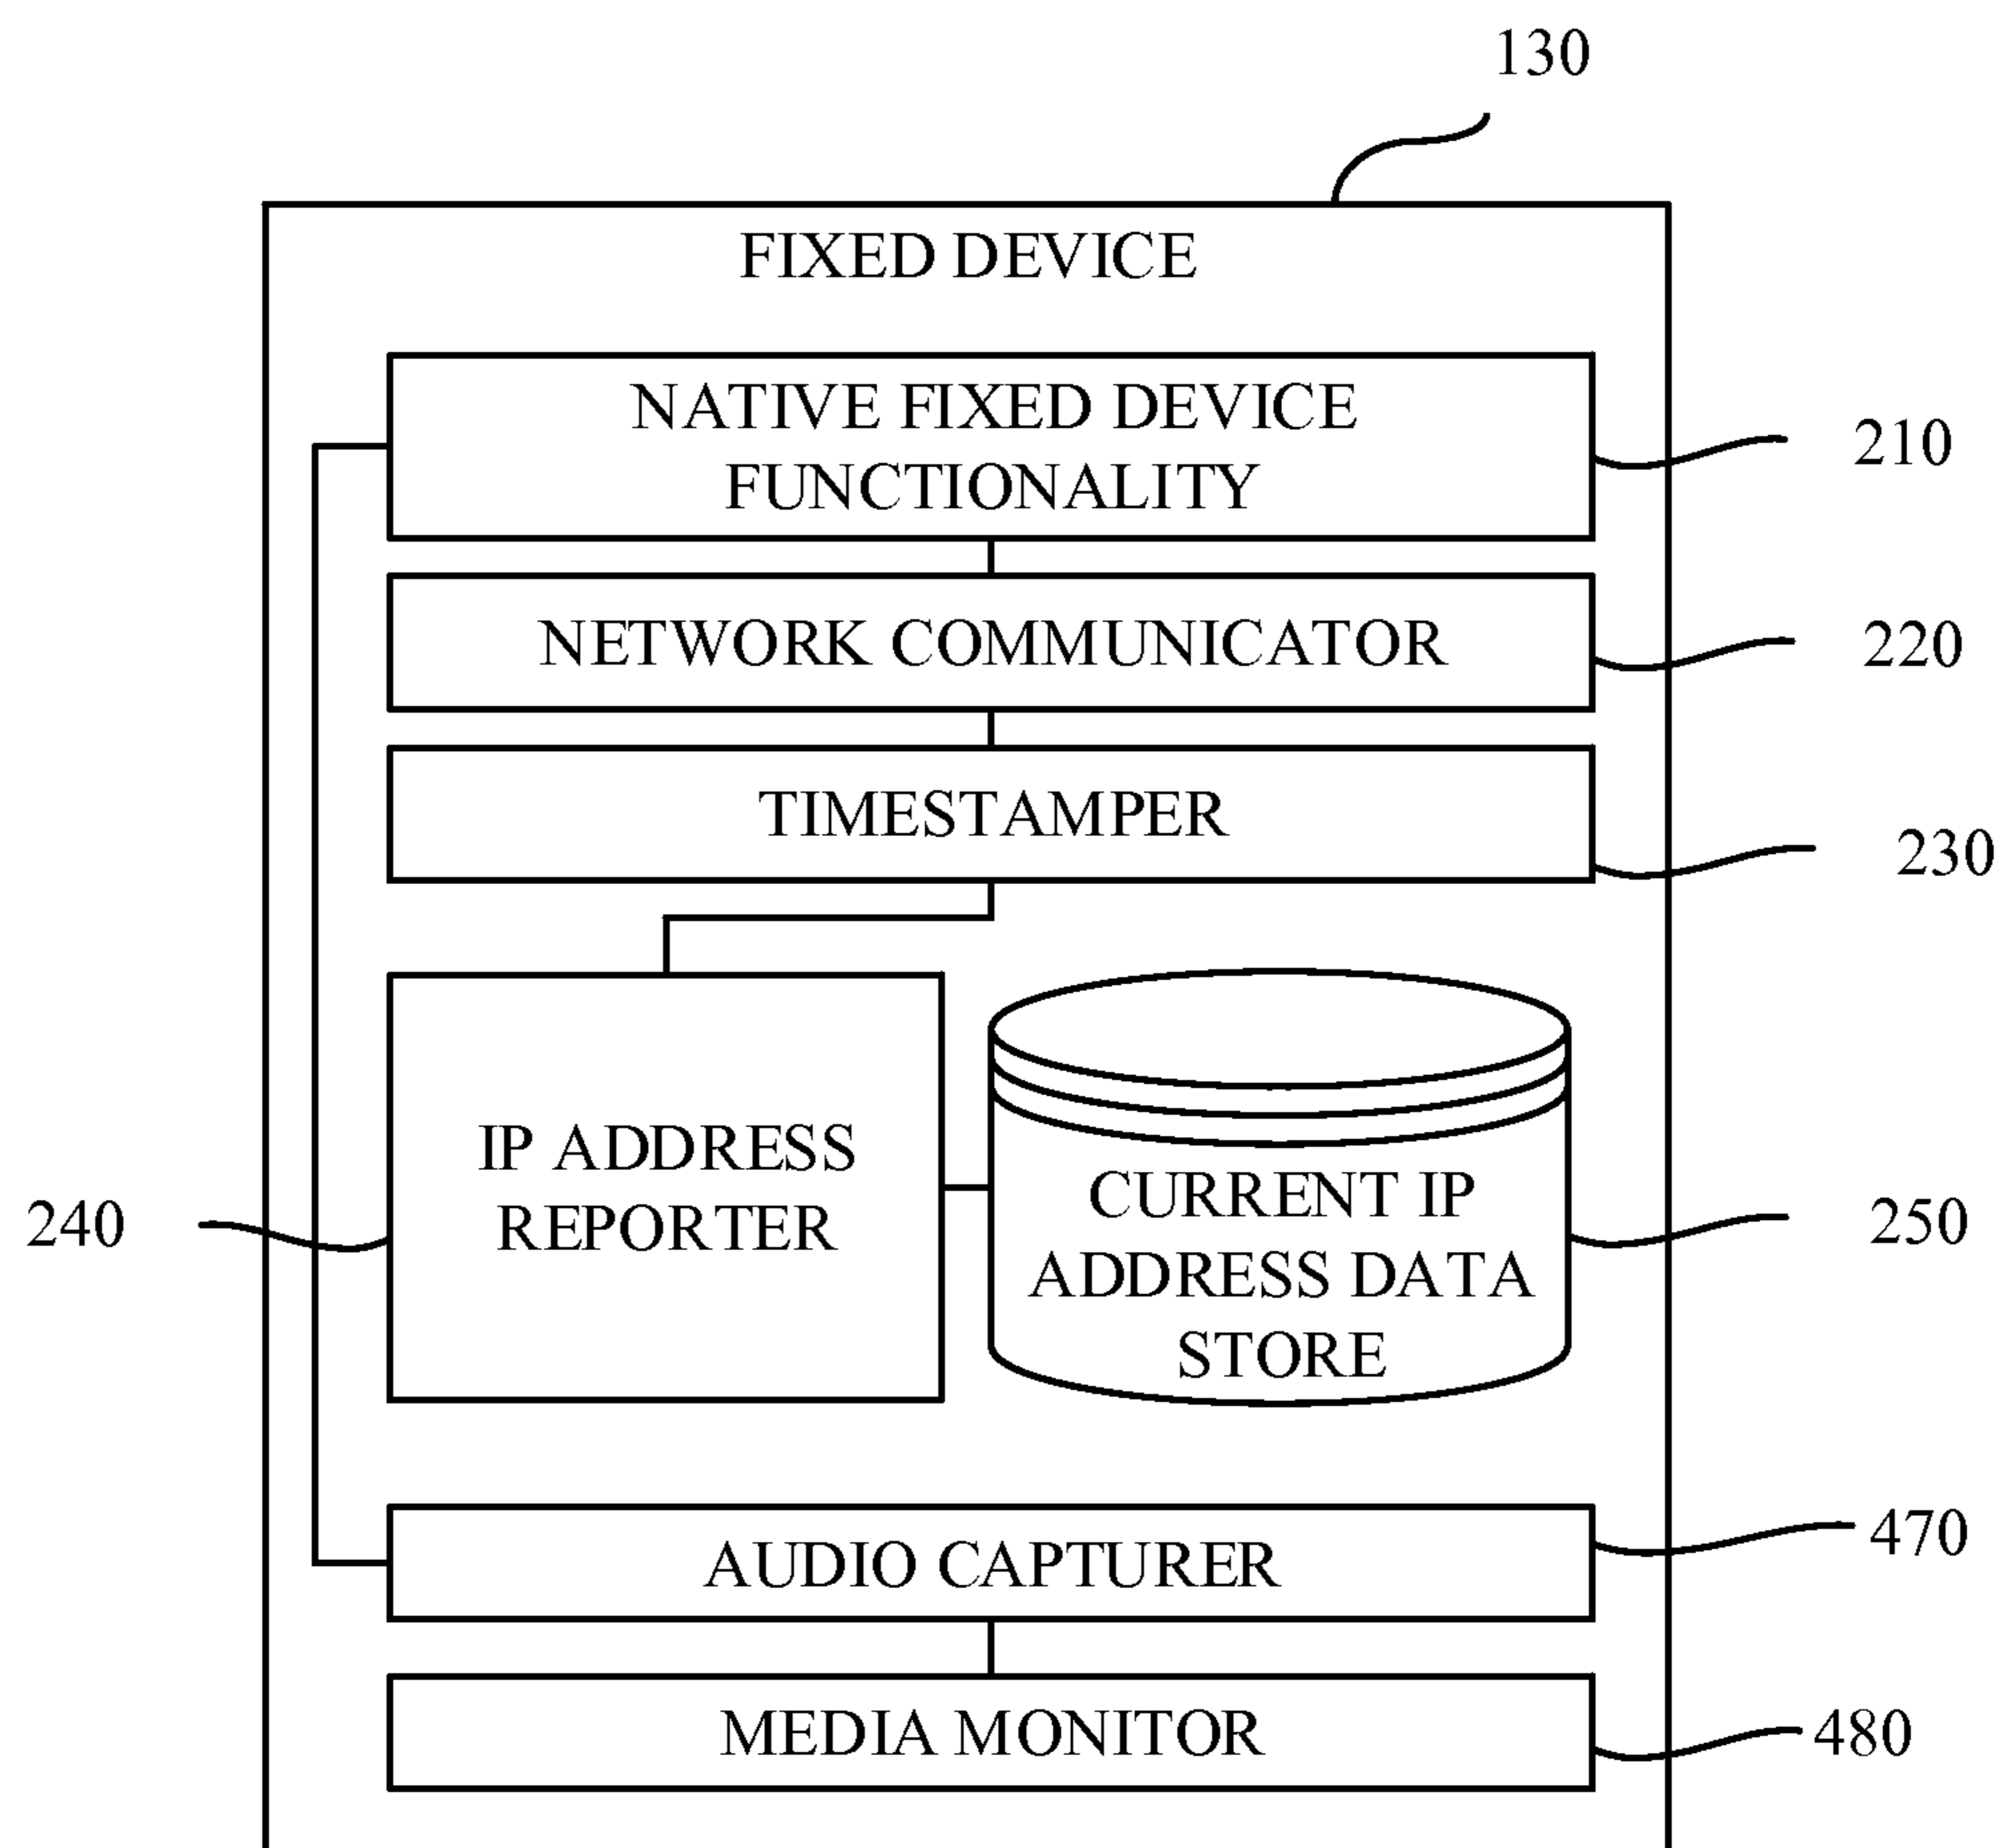 130
FIXED DEVICE
NATIVE FIXED DEVICE
FUNCTIONALITY
210
NETWORK COMMUNICATOR
220
TIMESTAMPER
230
IP ADDRESS
REPORTER
240
CURRENT IP
ADDRESS DATA
STORE
250
AUDIO CAPTURER
470
MEDIA MONITOR
480